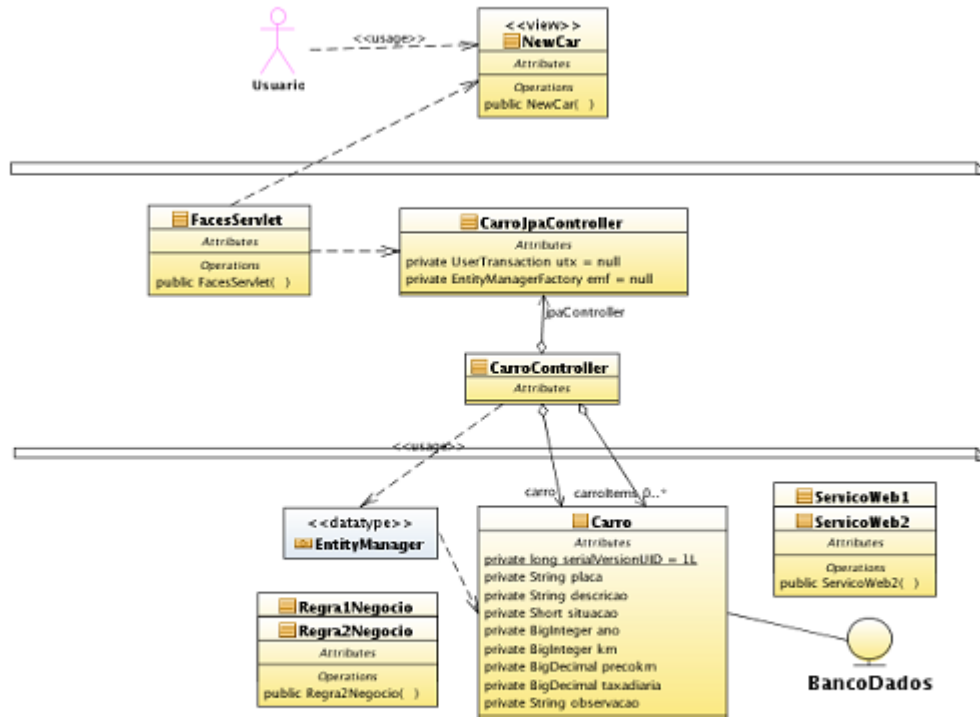 <<usage>>
Usuario
<<view>>
NewCar
Attributes
Operations
public NewCar( )
FacesServlet
Attributes
Operations
public FacesServlet( )
CarroJpaController
Attributes
private UserTransaction utx = null
private EntityManagerFactory emf = null
jpaController
CarroController
Attributes
<<usage>>
carro
carroItems 0..*
<<datatype>>
EntityManager
Regra1Negocio
Regra2Negocio
Attributes
Operations
public Regra2Negocio( )
Carro
Attributes
private long serialVersionUID = 1L
private String placa
private String descricao
private Short situacao
private BigInteger ano
private BigInteger km
private BigDecimal precokm
private BigDecimal taxadiaria
private String observacao
ServicoWeb1
ServicoWeb2
Attributes
Operations
public ServicoWeb2( )
BancoDados